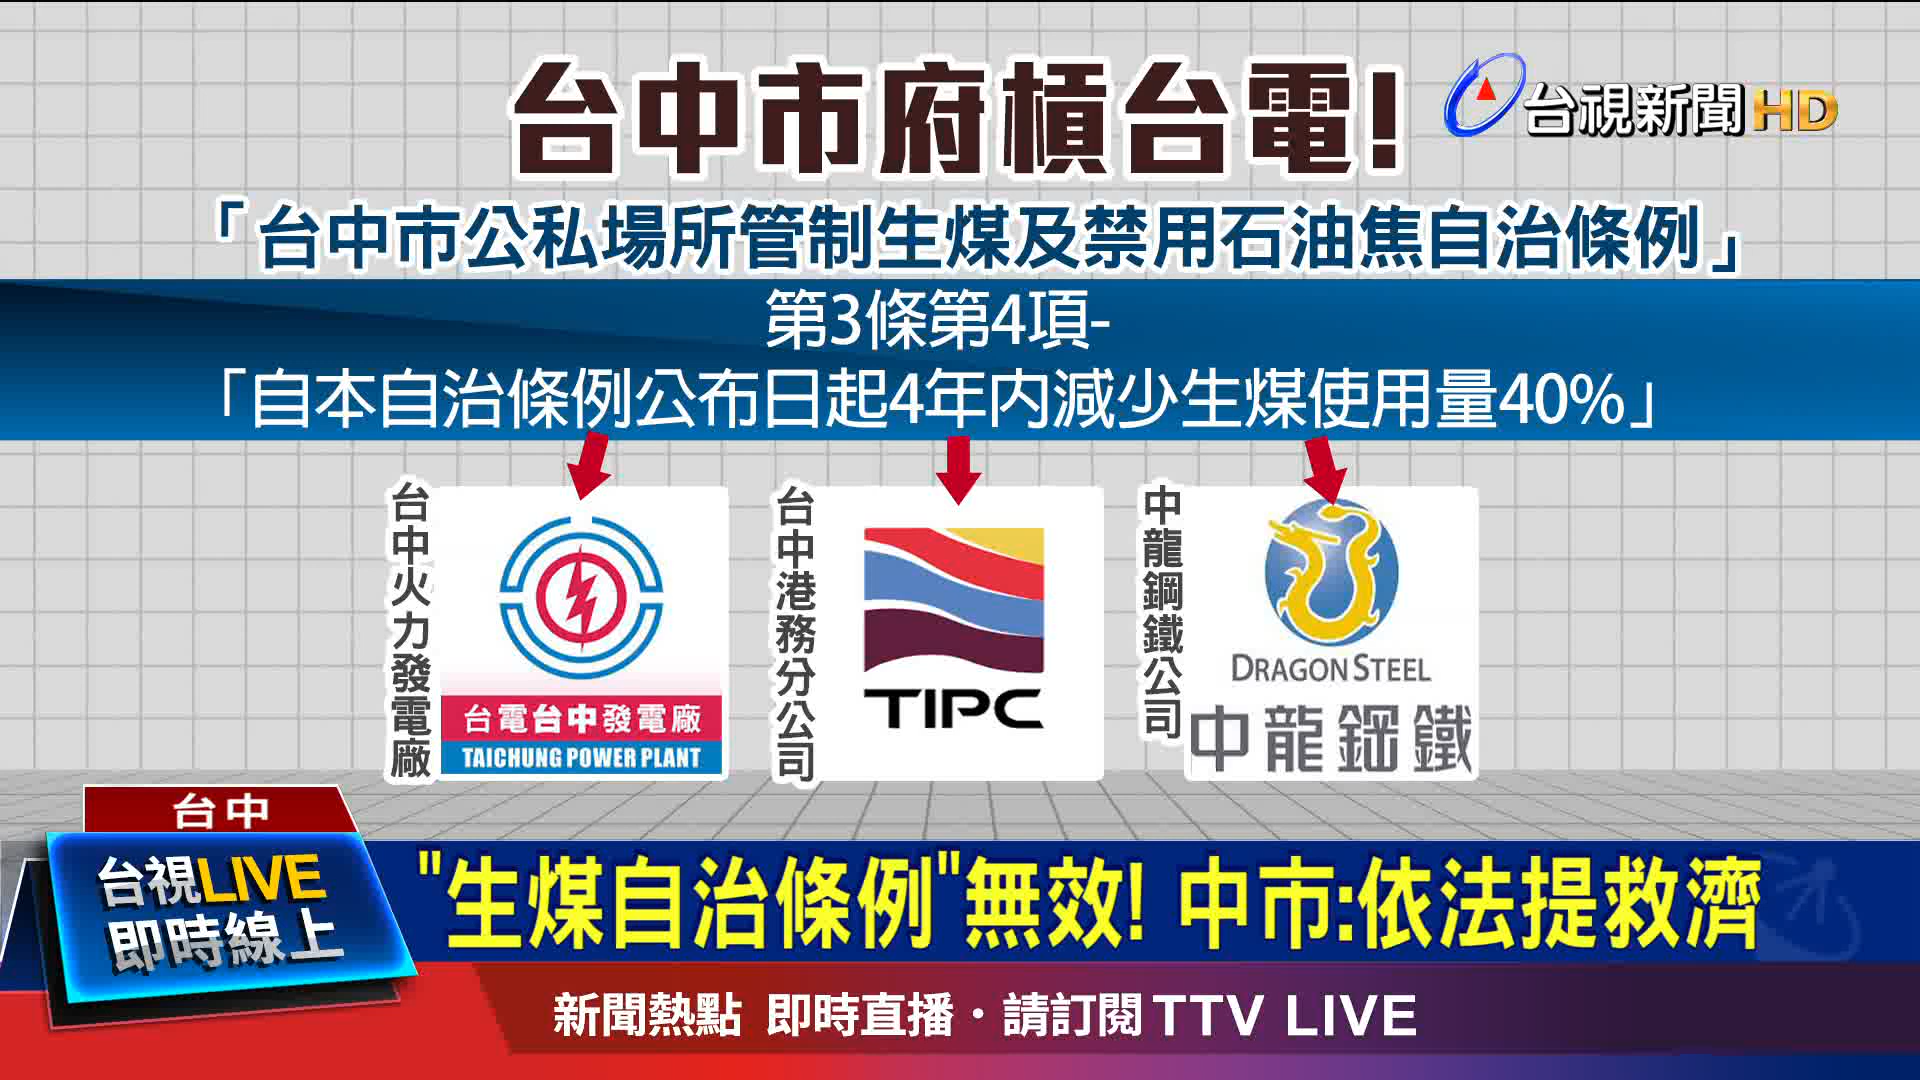 台中市府槓台電!
台視新聞HD
「台中市公私場所管制生煤及禁用石油焦自治條例」
第3條第4項-
「自本自治條例公布日起4年内減少生煤使用量40%」
台中火力發電廠
台電台中發電廠
TAICHUNG POWER PLANT
台中港務分公司
TIPC
中龍鋼鐵公司
DRAGON STEEL
中龍鋼鐵
台中
台視LIVE
即時線上
"生煤自治條例"無效! 中市:依法提救濟
新聞熱點 即時直播・請訂閱TTV LIVE